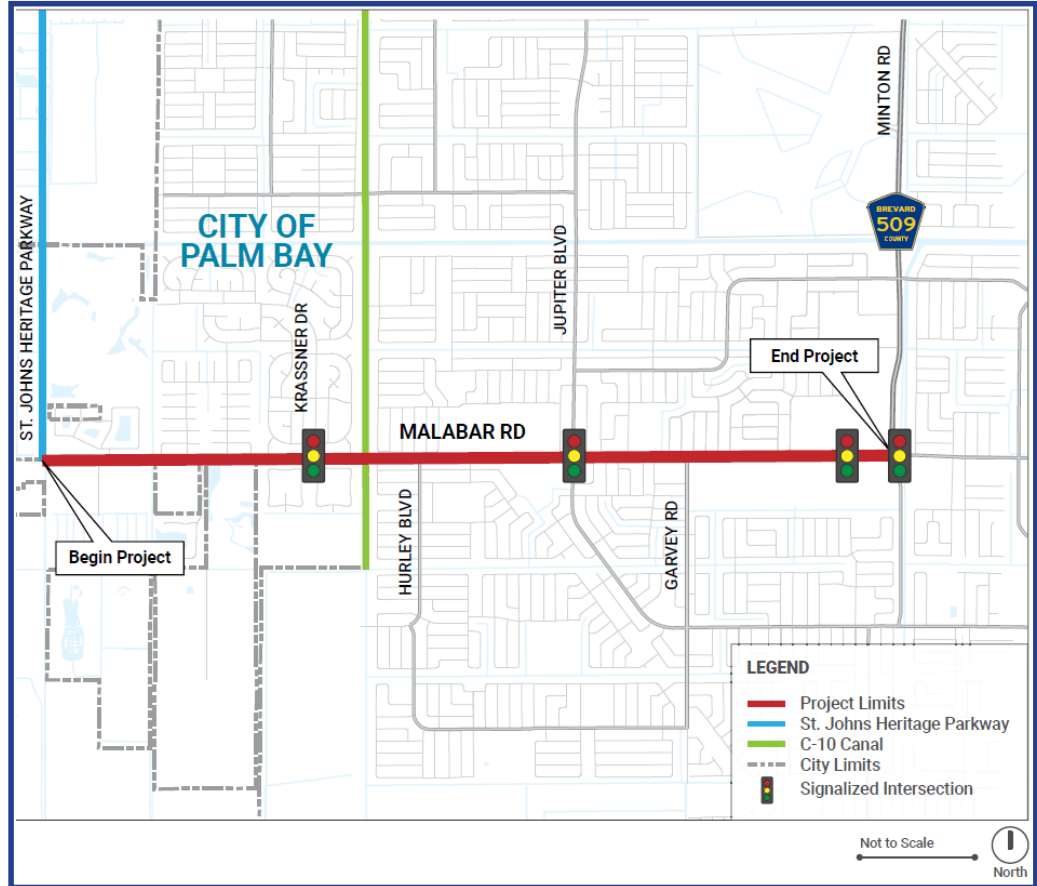 MINTON RD
BREVARD
509
COUNTY
CITY OF
PALM BAY
ST. JOHNS HERITAGE PARKWAY
JUPITER BLVD
KRASSNER DR
End Project
MALABAR RD
Begin Project
HURLEY BLVD
GARVEY RD
LEGEND
Project Limits
St. Johns Heritage Parkway
C-10 Canal
City Limits
Signalized Intersection
Not to Scale
North